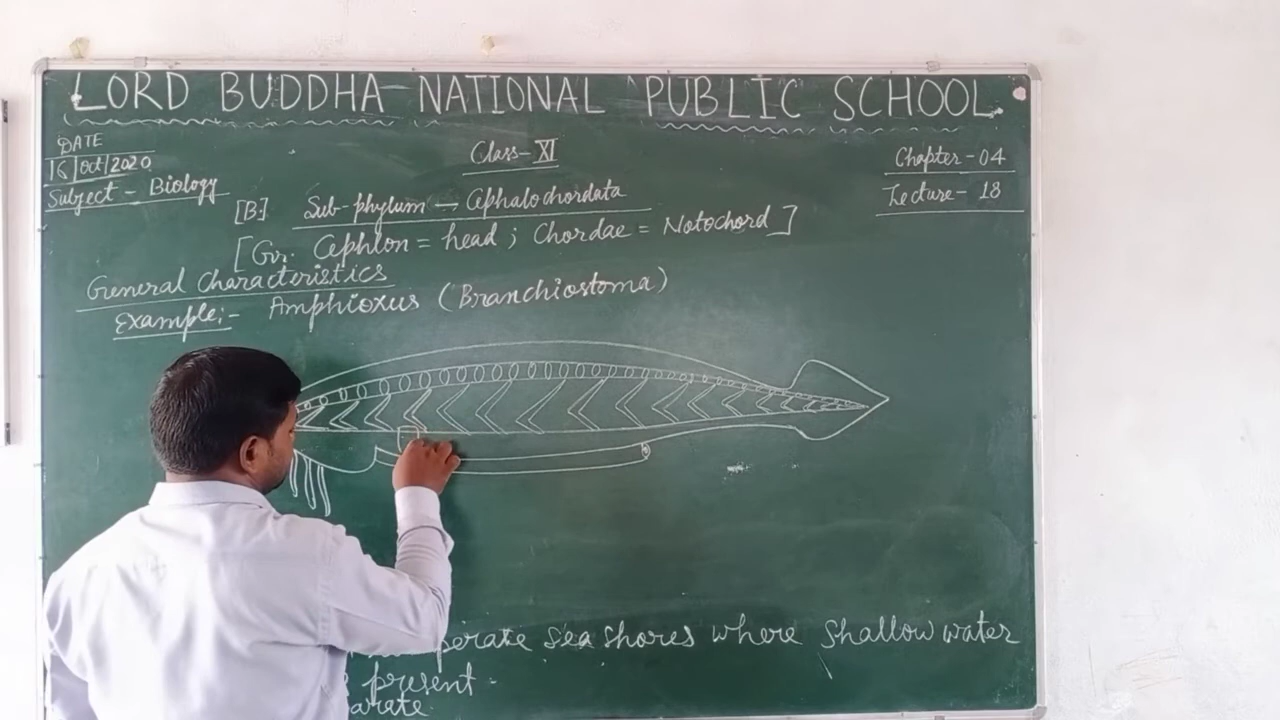 LORD BUDDHA NATIONAL PUBLIC SCHOOL
DATE
16/Oct/2020
Subject - Biology
Class - XI
Chapter - 04
Lecture - 18
[B.] Sub-phylum → Cephalochordata
[Gr. Cephlon = head ; Chordae = Notochord]
General Characteristics
Example:- Amphioxus (Branchiostoma)
perate sea shores where shallow water
present.
arate.